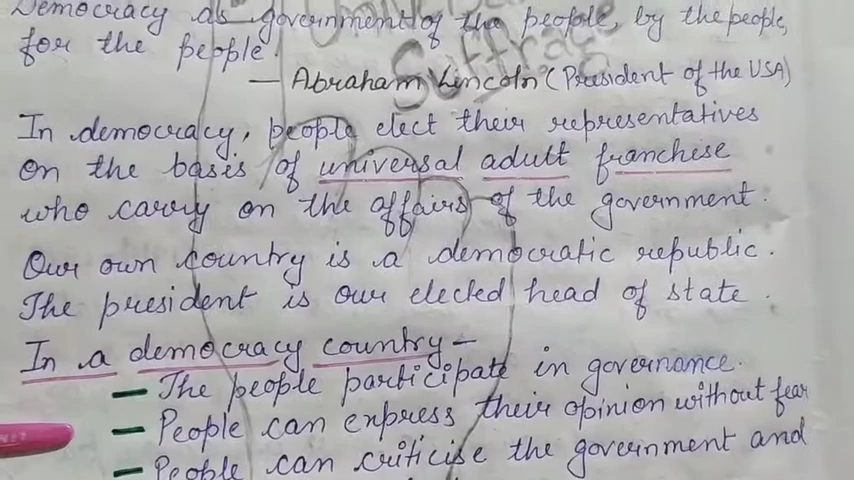 Democracy as government of the people, by the people,
for the people.
— Abraham Lincoln (President of the USA)
In democracy, people elect their representatives
on the basis of universal adult franchise
who carry on the affairs of the government.
Our own country is a democratic republic.
The president is our elected head of state.
In a democracy country –
– The people participate in governance.
– People can express their opinion without fear
– People can criticise the government and
Suffrage